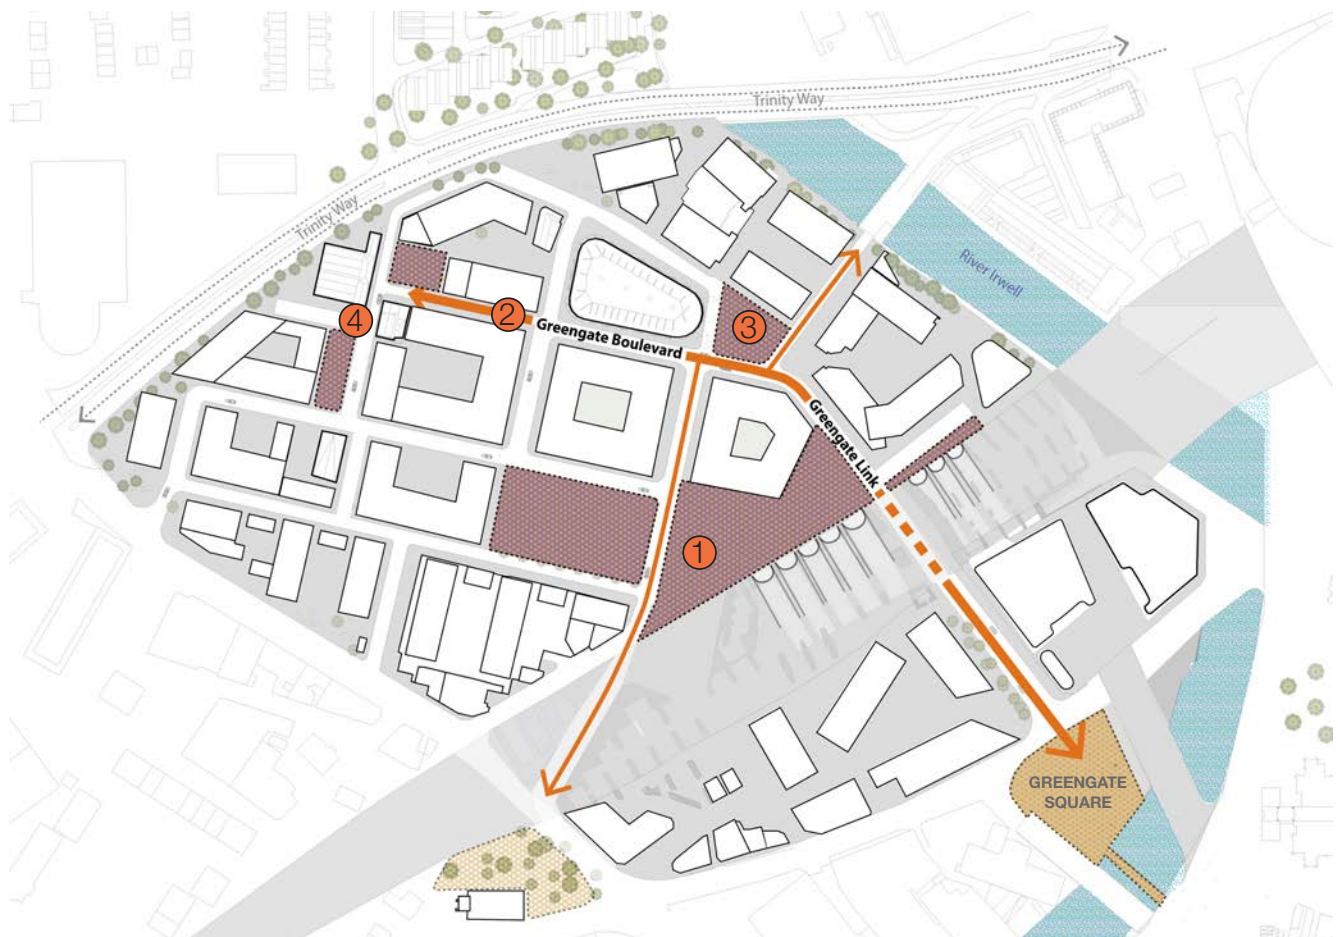 Trinity Way
Trinity Way
River Irwell
4
2
Greengate Boulevard
3
Greengate Link
1
GREENGATE
SQUARE